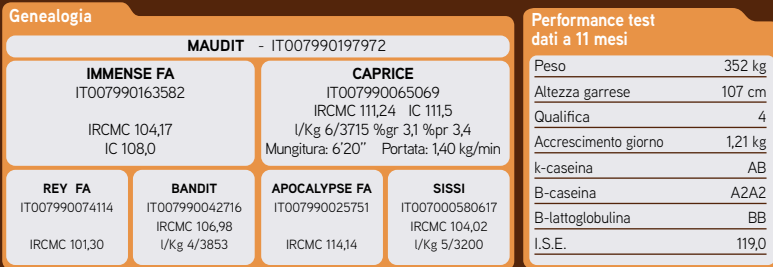 Genealogia
MAUDIT - IT007990197972
IMMENSE FA
IT007990163582
IRCMC 104,17
IC 108,0
CAPRICE
IT007990065069
IRCMC 111,24 IC 111,5
l/Kg 6/3715 %gr 3,1 %pr 3,4
Mungitura: 6'20'' Portata: 1,40 kg/min
REY FA
IT007990074114
IRCMC 101,30
BANDIT
IT007990042716
IRCMC 106,98
l/Kg 4/3853
APOCALYPSE FA
IT007990025751
IRCMC 114,14
SISSI
IT007000580617
IRCMC 104,02
l/Kg 5/3200
Performance test
dati a 11 mesi
Peso 352 kg
Altezza garrese 107 cm
Qualifica 4
Accrescimento giorno 1,21 kg
k-caseina AB
B-caseina A2A2
B-lattoglobulina BB
I.S.E. 119,0